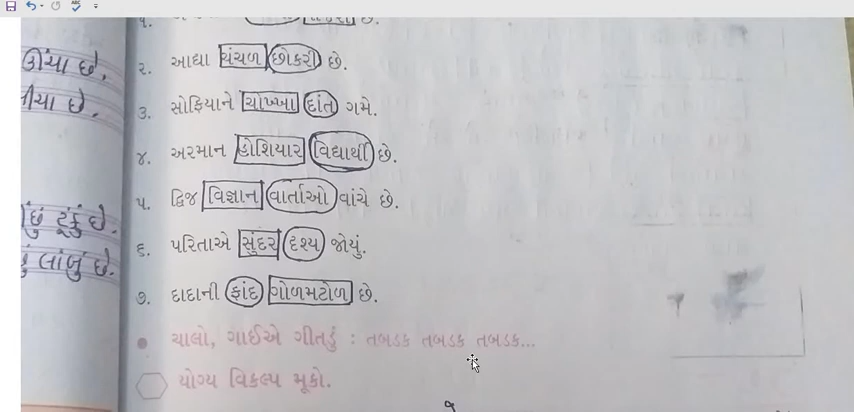 ઊંચા છે.
૨. આદ્યા ચંચળ છોકરી છે.
૩. સોફિયાને ચોખ્ખા દાંત ગમે.
૪. અરમાન હોશિયાર વિદ્યાર્થી છે.
૫. દ્વિજ વિજ્ઞાન વાર્તાઓ વાંચે છે.
છું ટૂંકું છે.
૬. પરિતાએ સુંદર દૃશ્ય જોયું.
લાંબું છે.
૭. દાદાની ફાંદ ગોળમટોળ છે.
• ચાલો, ગાઈએ ગીતડું : તબડક તબડક તબડક...
યોગ્ય વિકલ્પ મૂકો.